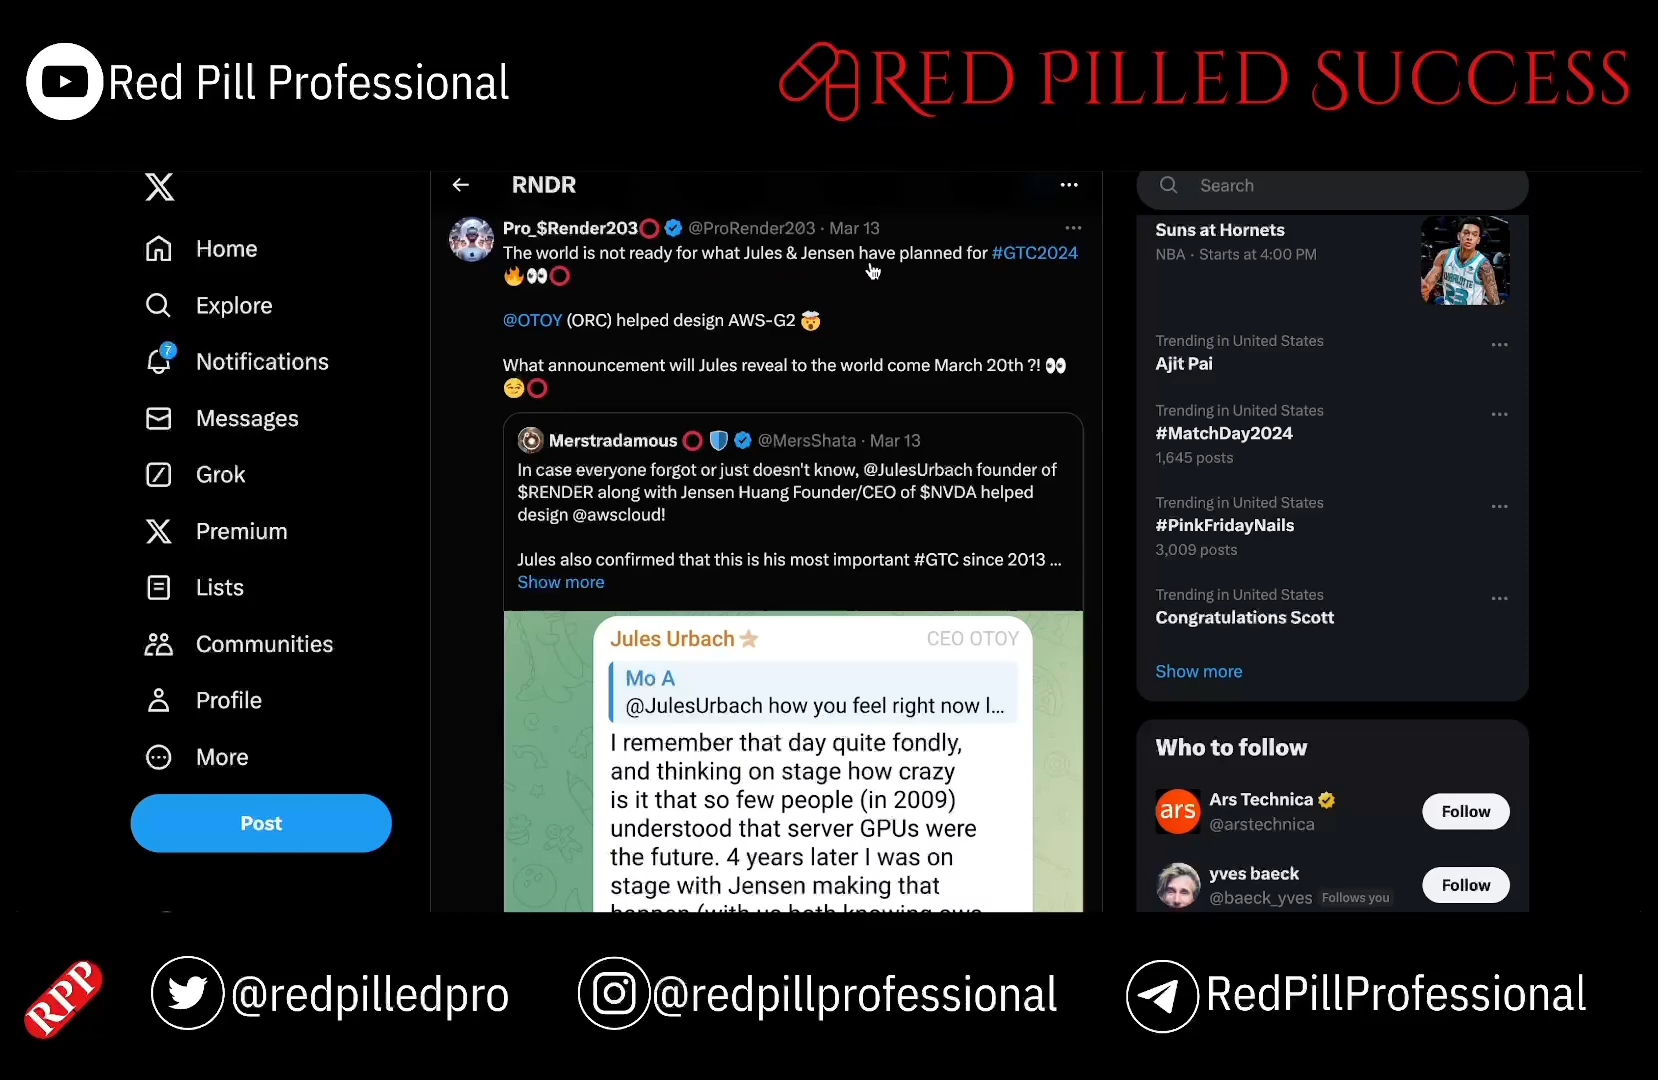 Red Pill Professional
RED PILLED SUCCESS
RNDR
Search
Home
Explore
7
Notifications
Messages
Grok
Premium
Lists
Communities
Profile
More
Post
Pro_$Render203 @ProRender203 · Mar 13
The world is not ready for what Jules & Jensen have planned for #GTC2024
@OTOY (ORC) helped design AWS-G2 🤯
What announcement will Jules reveal to the world come March 20th ?! 👀
Merstradamous @MersShata · Mar 13
In case everyone forgot or just doesn't know, @JulesUrbach founder of
$RENDER along with Jensen Huang Founder/CEO of $NVDA helped
design @awscloud!
Jules also confirmed that this is his most important #GTC since 2013 ...
Show more
Jules Urbach CEO OTOY
Mo A
@JulesUrbach how you feel right now l...
I remember that day quite fondly,
and thinking on stage how crazy
is it that so few people (in 2009)
understood that server GPUs were
the future. 4 years later I was on
stage with Jensen making that
Suns at Hornets
NBA · Starts at 4:00 PM
CHARLOTTE
23
Trending in United States
Ajit Pai
Trending in United States
#MatchDay2024
1,645 posts
Trending in United States
#PinkFridayNails
3,009 posts
Trending in United States
Congratulations Scott
Show more
Who to follow
ars
Ars Technica
@arstechnica
Follow
yves baeck
@baeck_yves Follows you
Follow
RPP
@redpilledpro
@redpillprofessional
RedPillProfessional